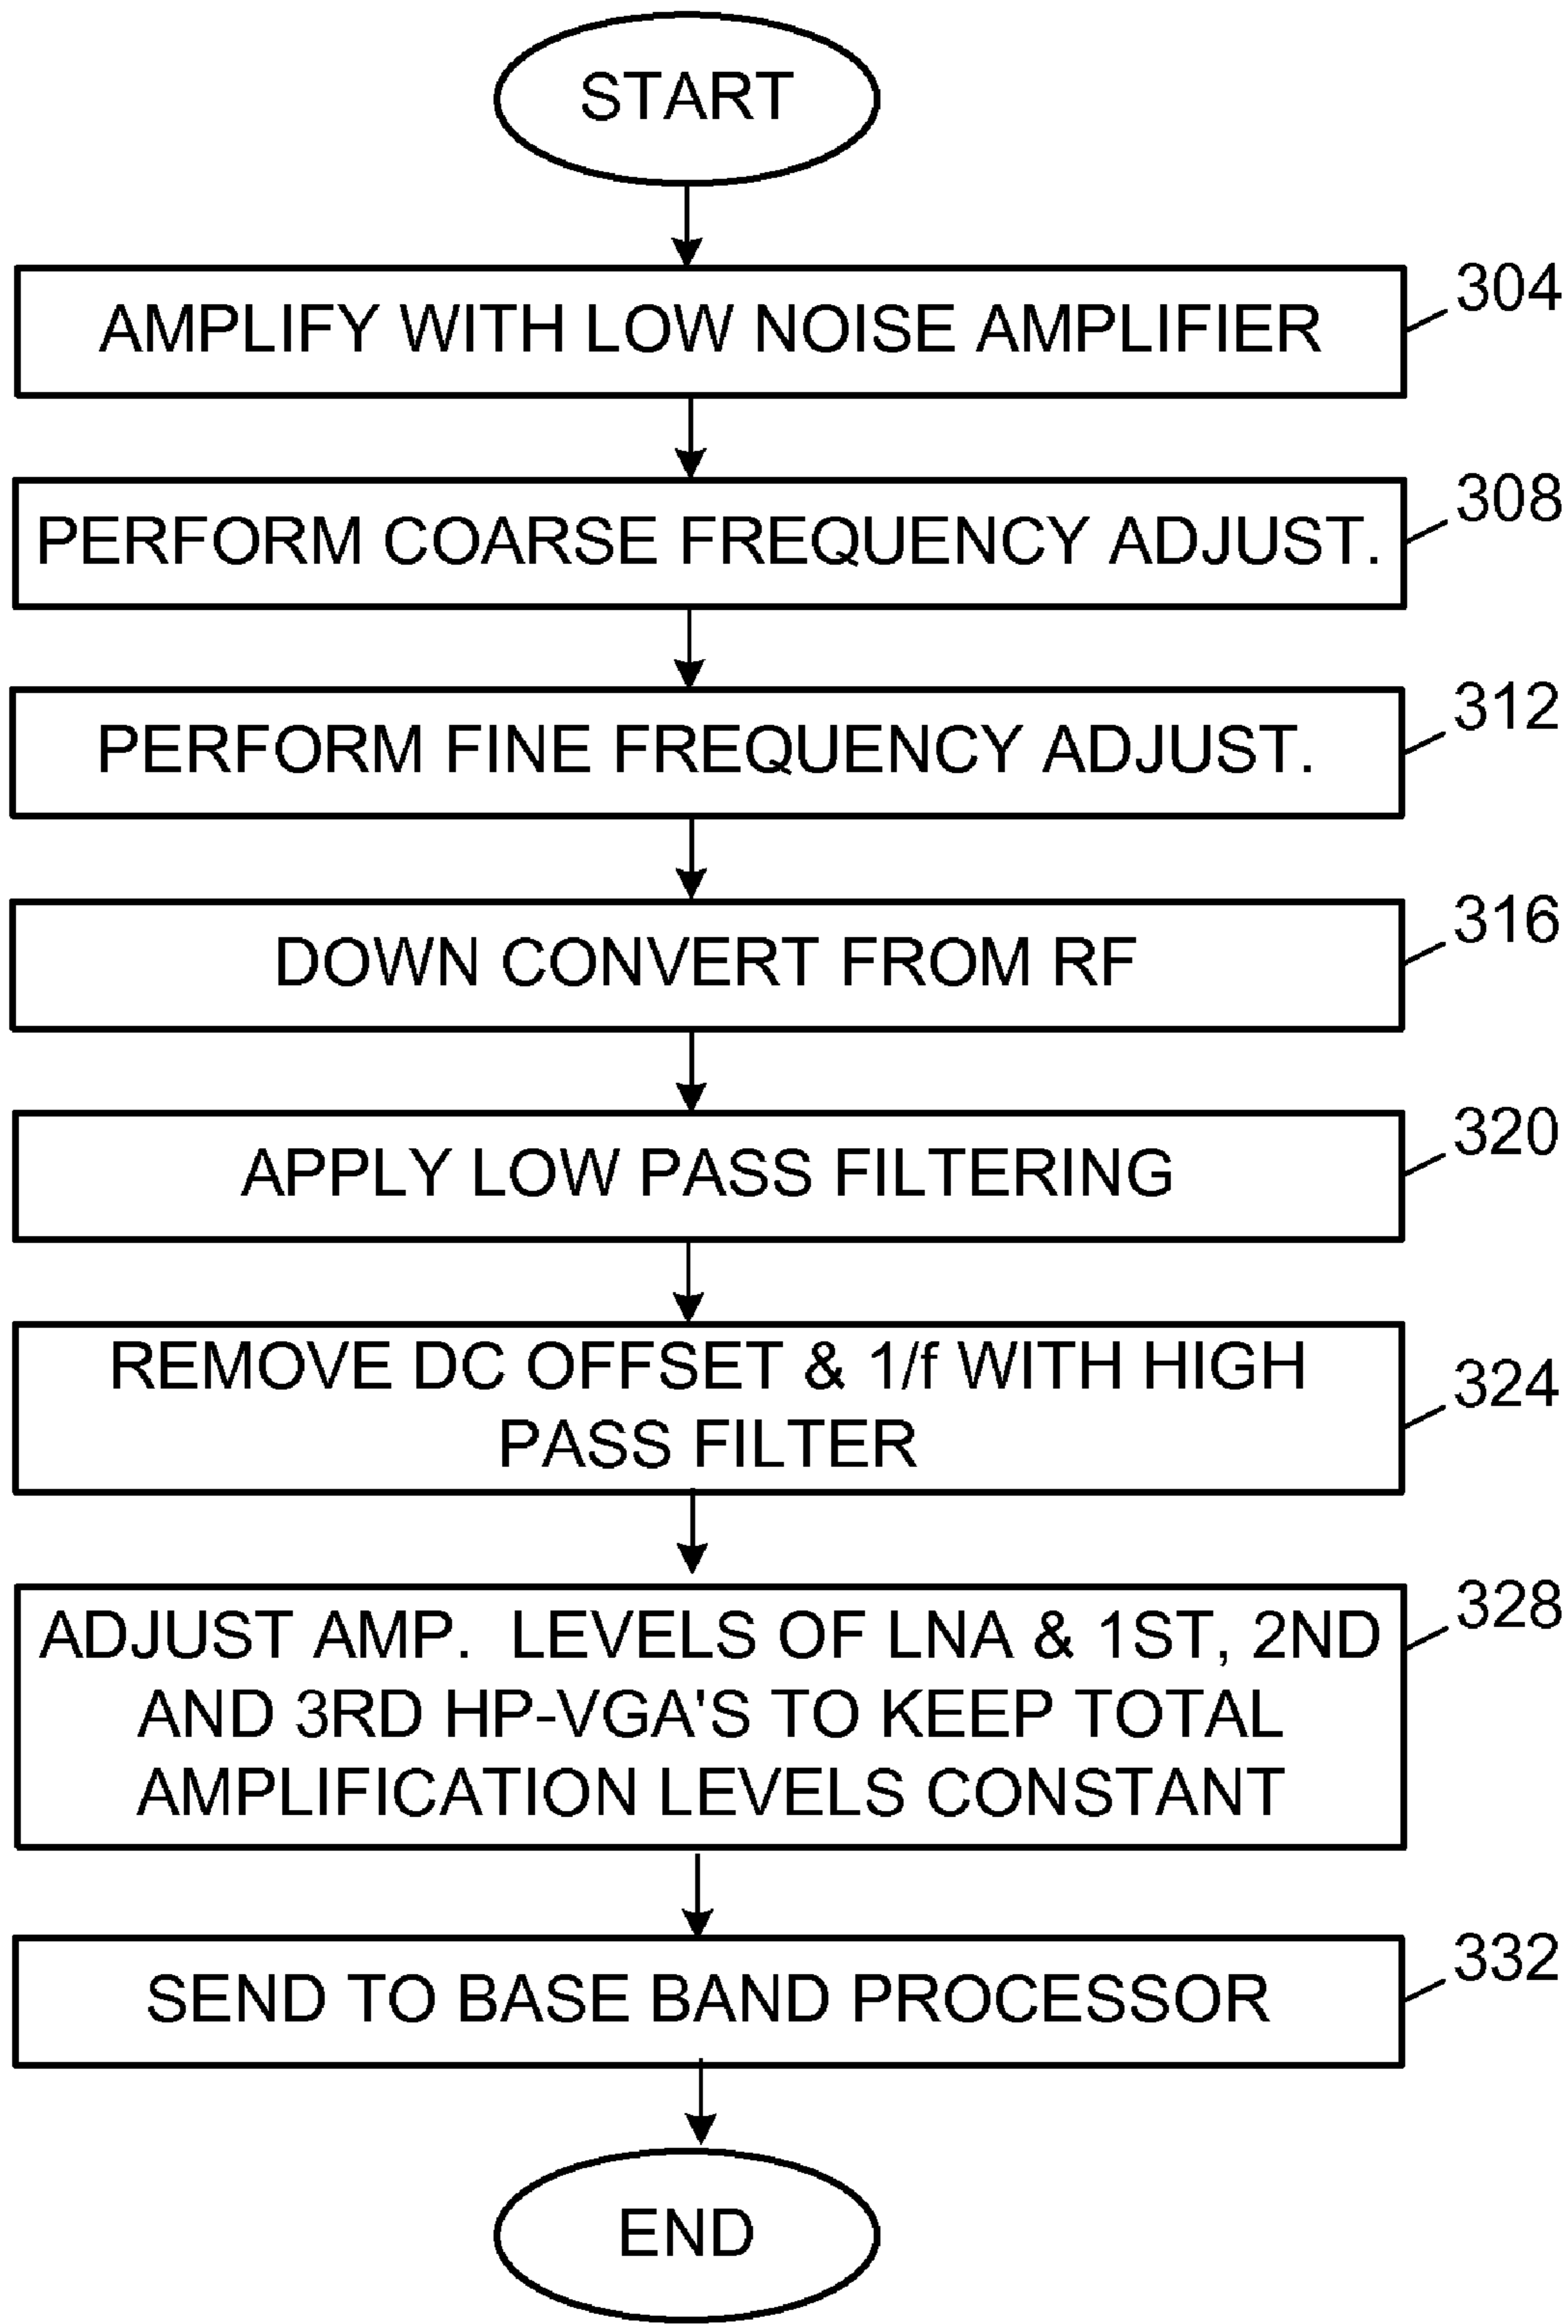 START
AMPLIFY WITH LOW NOISE AMPLIFIER
304
PERFORM COARSE FREQUENCY ADJUST.
308
PERFORM FINE FREQUENCY ADJUST.
312
DOWN CONVERT FROM RF
316
APPLY LOW PASS FILTERING
320
REMOVE DC OFFSET & 1/f WITH HIGH
PASS FILTER
324
ADJUST AMP. LEVELS OF LNA & 1ST, 2ND
AND 3RD HP-VGA'S TO KEEP TOTAL
AMPLIFICATION LEVELS CONSTANT
328
SEND TO BASE BAND PROCESSOR
332
END